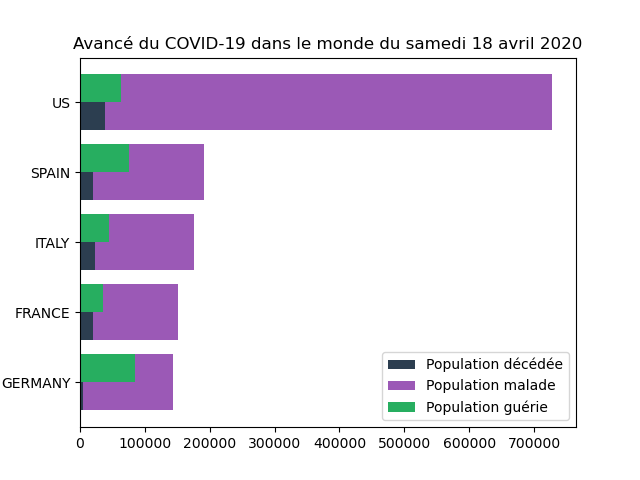 Avancé du COVID-19 dans le monde du samedi 18 avril 2020
US
SPAIN
ITALY
FRANCE
GERMANY
Population décédée
Population malade
Population guérie
0 100000 200000 300000 400000 500000 600000 700000